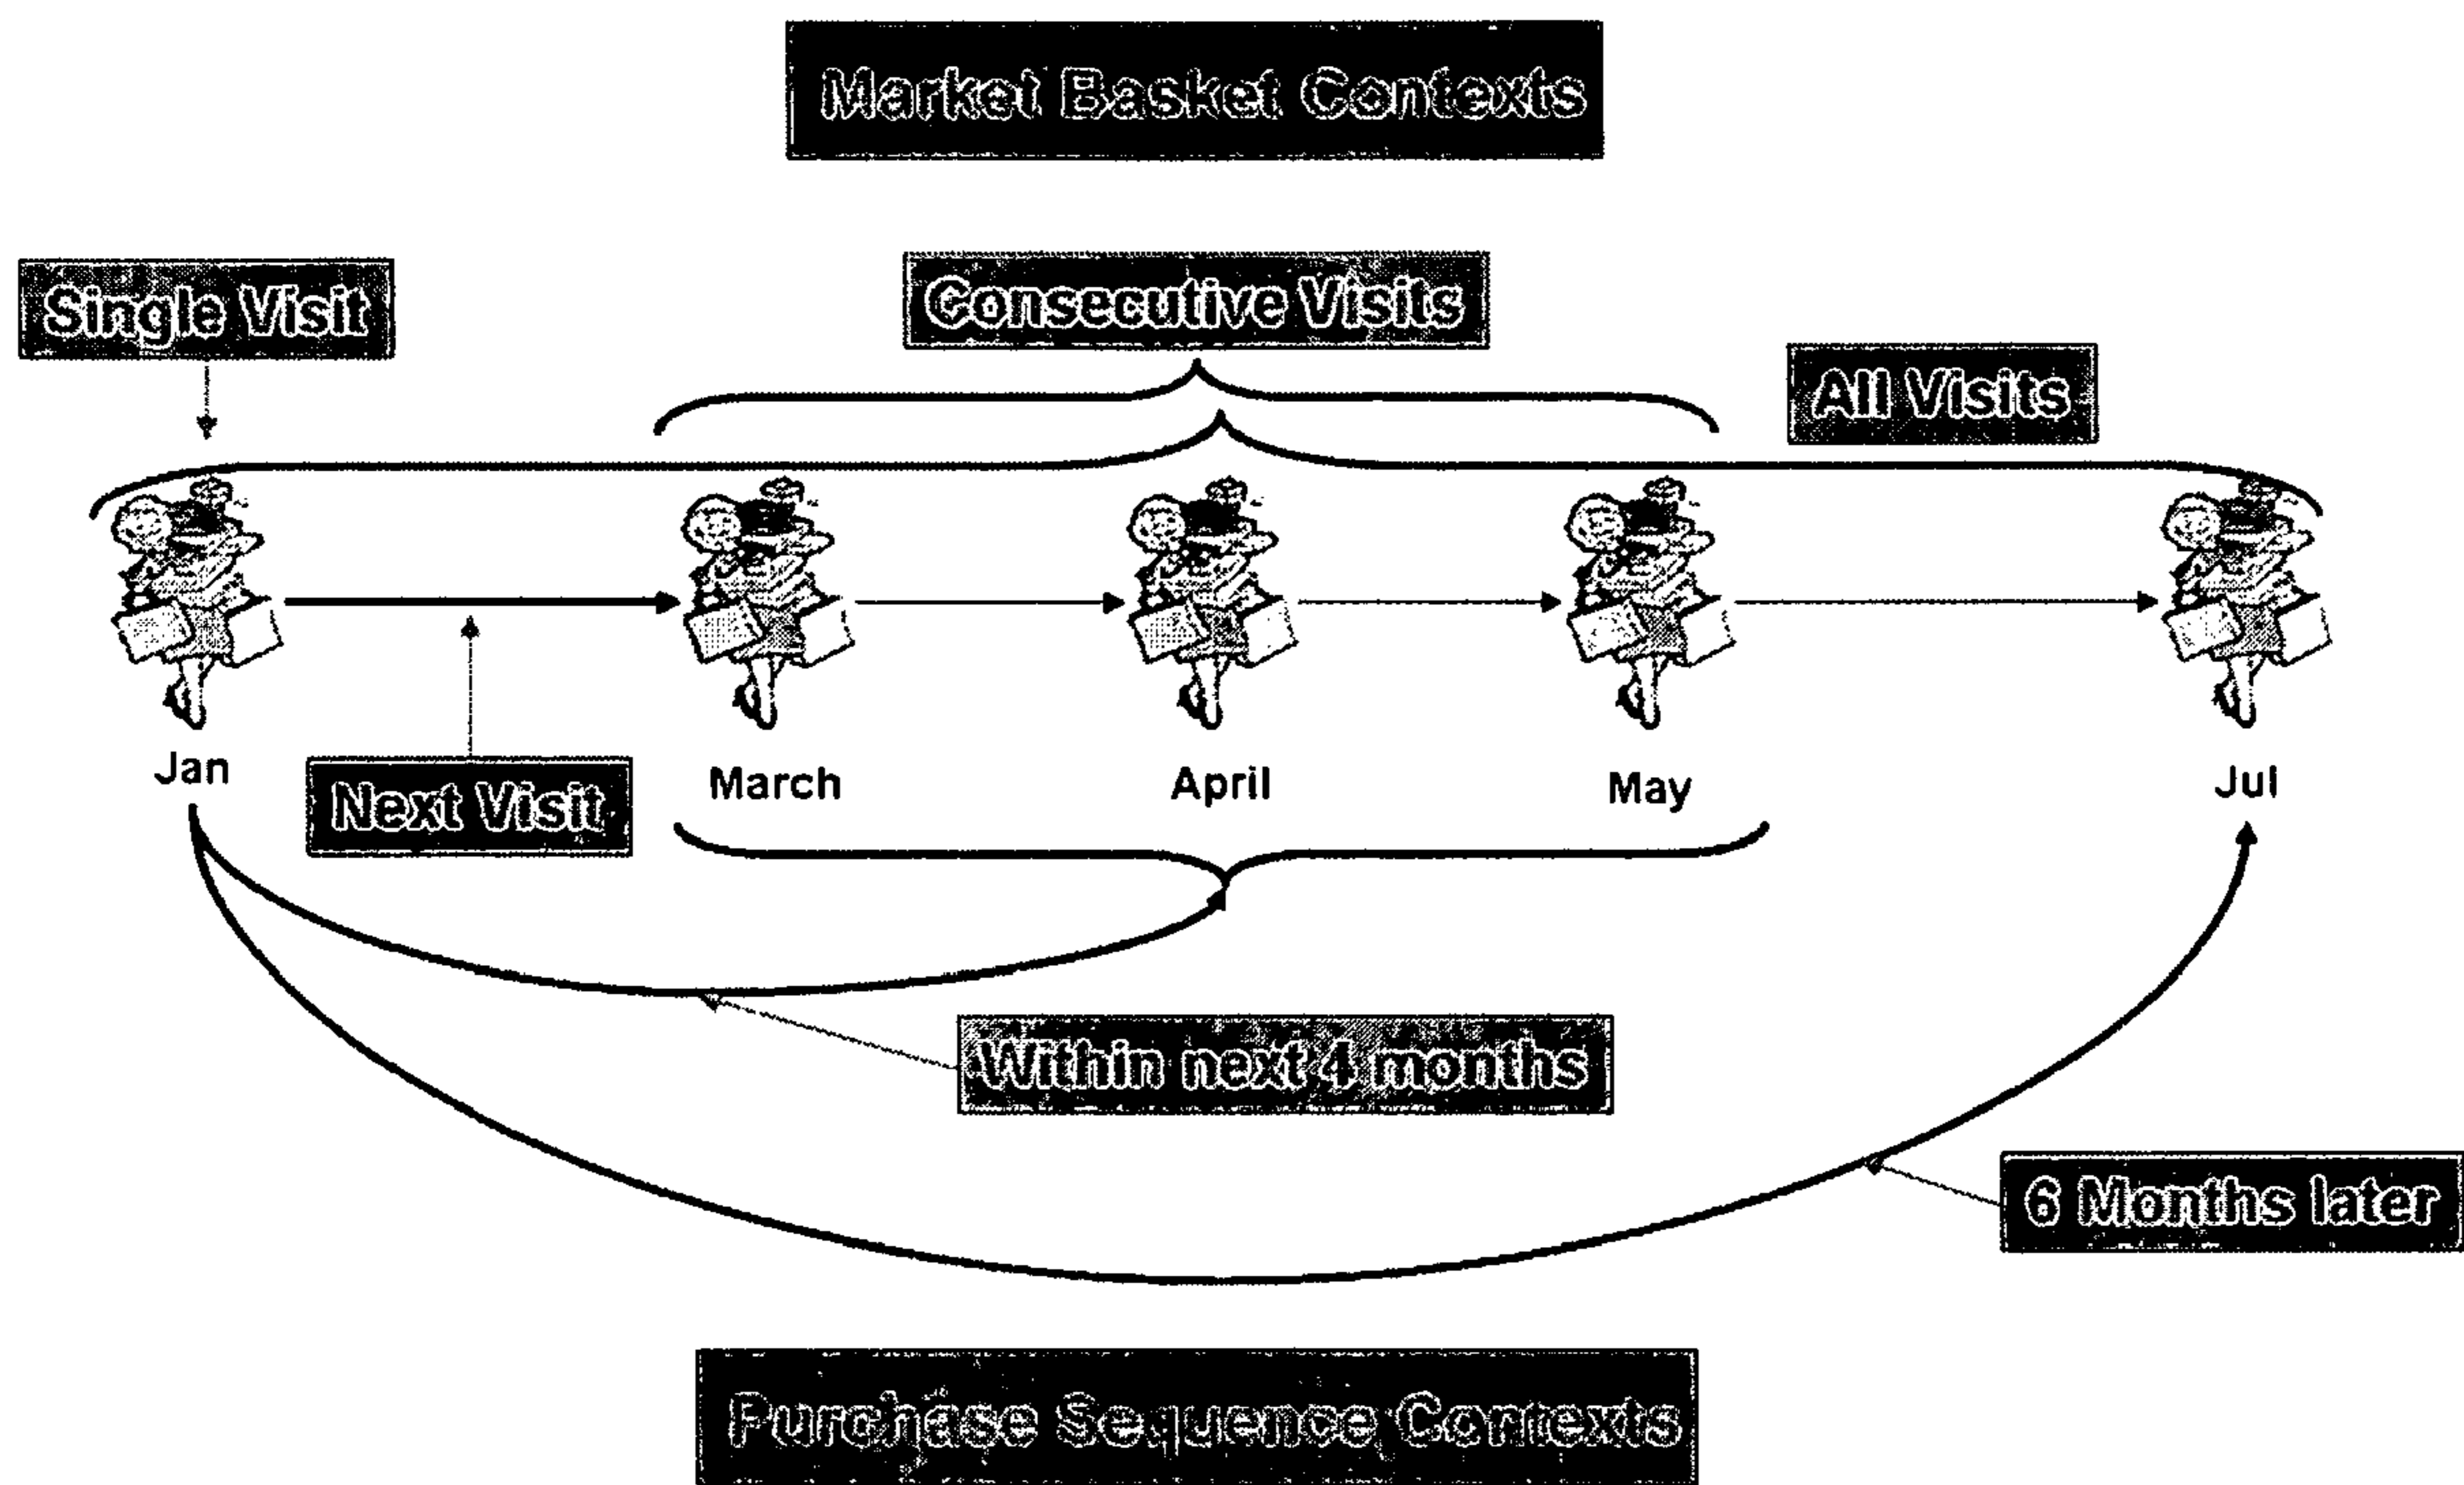 Market Basket Contexts
Single Visit
Consecutive Visits
All Visits
Jan
Next Visit
March
April
May
Jul
Within next 4 months
6 Months later
Purchase Sequence Contexts